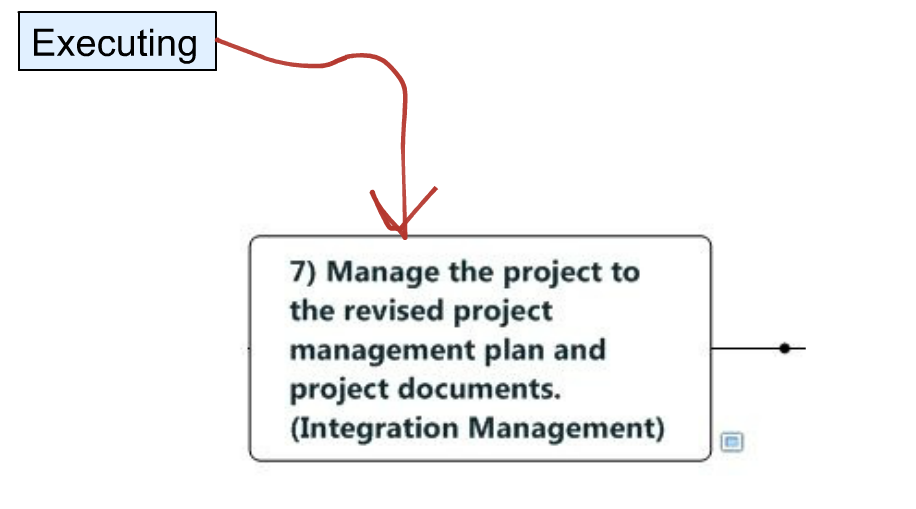 Executing
7) Manage the project to
the revised project
management plan and
project documents.
(Integration Management)